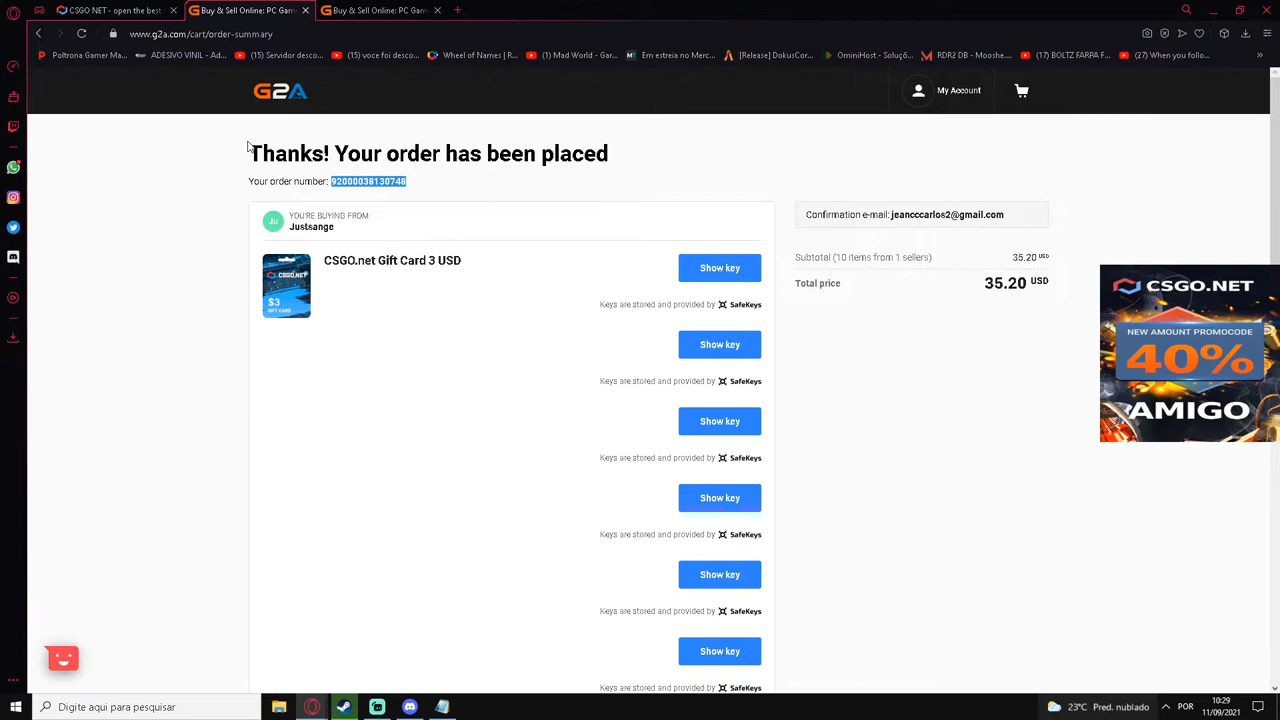 CSGO NET - open the best
Buy & Sell Online: PC Gam
Buy & Sell Online: PC Gam
www.g2a.com/cart/order-summary
Poltrona Gamer Ma...
ADESIVO VINIL - Ad...
(15) Servidor desco...
(15) voce foi desco...
Wheel of Names | R...
(1) Mad World - Gar...
Em estreia no Merc...
[Release] DokusCor...
OminiHost - Soluçõ...
RDR2 DB - Mooshe...
(17) BOLTZ FARPA F...
(27) When you follo...
G2A
My Account
Thanks! Your order has been placed
Your order number: 92000038130748
Ju
YOU'RE BUYING FROM:
Justsange
CSGO.NET
$3
GIFT CARD
CSGO.net Gift Card 3 USD
Show key
Keys are stored and provided by SafeKeys
Show key
Keys are stored and provided by SafeKeys
Show key
Keys are stored and provided by SafeKeys
Show key
Keys are stored and provided by SafeKeys
Show key
Keys are stored and provided by SafeKeys
Show key
Keys are stored and provided by SafeKeys
Confirmation e-mail: jeancccarlos2@gmail.com
Subtotal (10 items from 1 sellers) 35.20 USD
Total price 35.20 USD
CSGO.NET
NEW AMOUNT PROMOCODE
40%
AMIGO
Digite aqui para pesquisar
23°C Pred. nublado
POR
10:29
11/09/2021